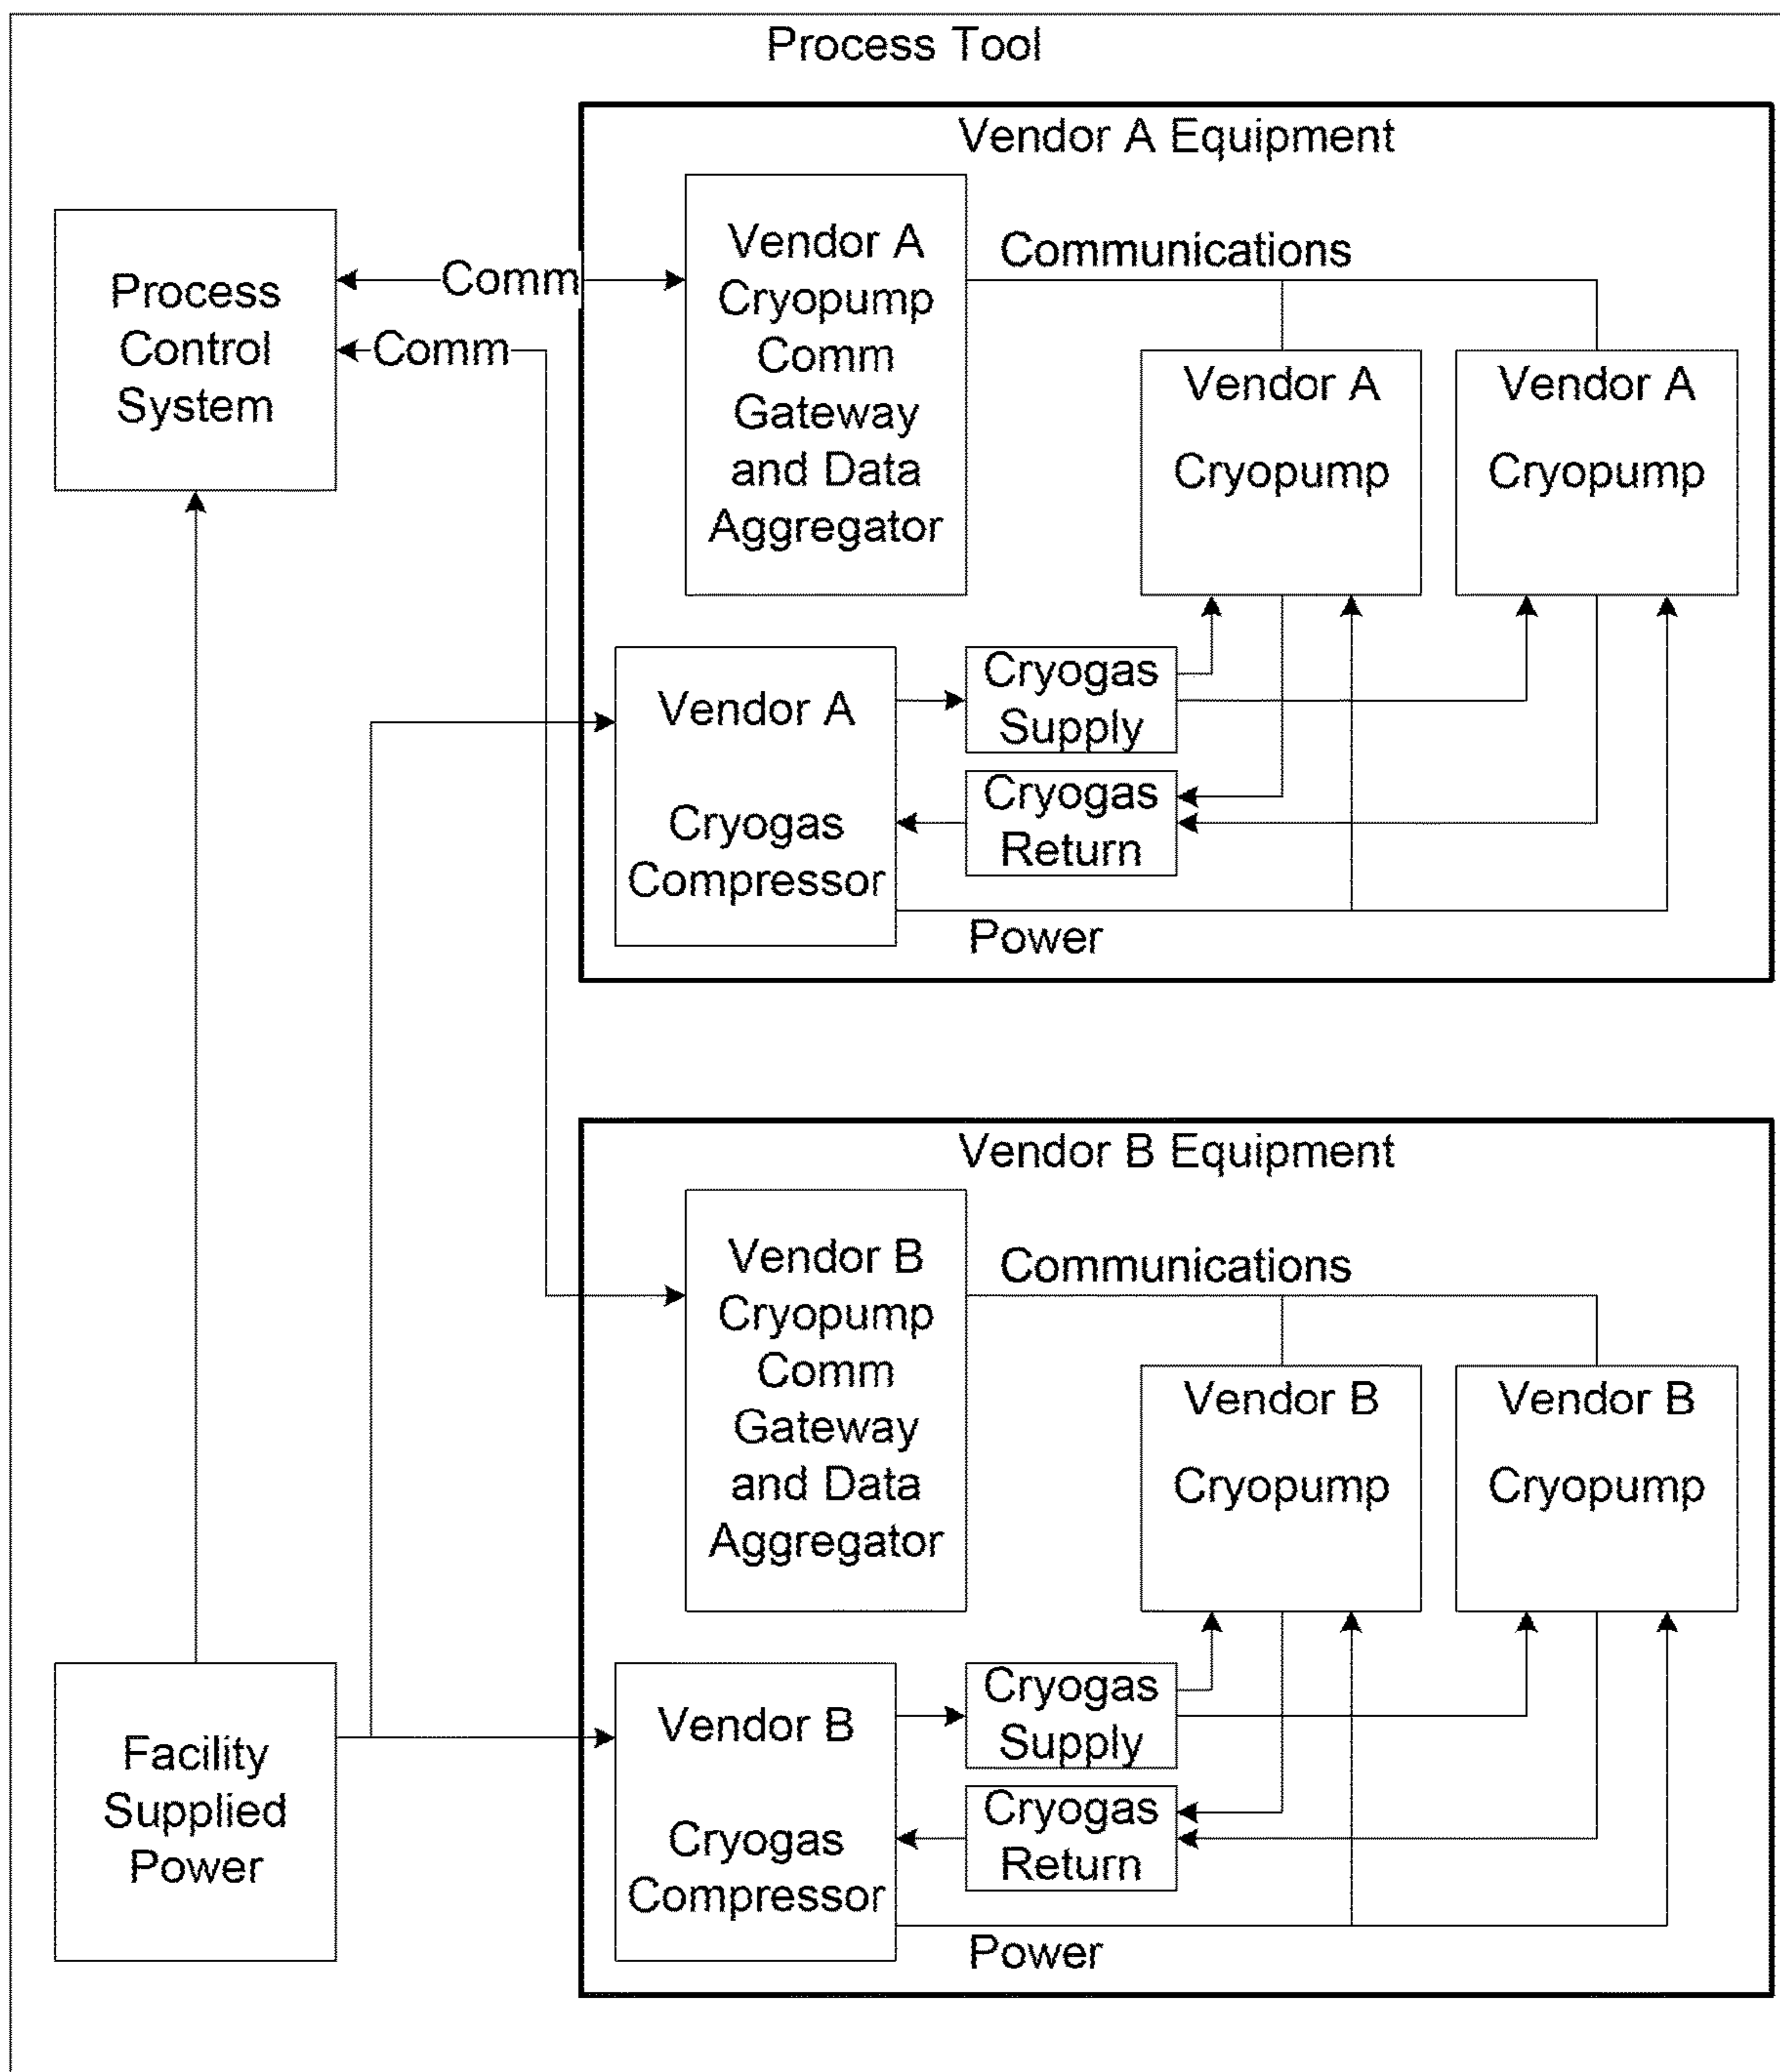 Process Tool
Vendor A Equipment
Process
Control
System
Comm
Comm
Vendor A
Cryopump
Comm
Gateway
and Data
Aggregator
Communications
Vendor A
Cryopump
Vendor A
Cryopump
Vendor A
Cryogas
Compressor
Cryogas
Supply
Cryogas
Return
Power
Vendor B Equipment
Vendor B
Cryopump
Comm
Gateway
and Data
Aggregator
Communications
Vendor B
Cryopump
Vendor B
Cryopump
Facility
Supplied
Power
Vendor B
Cryogas
Compressor
Cryogas
Supply
Cryogas
Return
Power